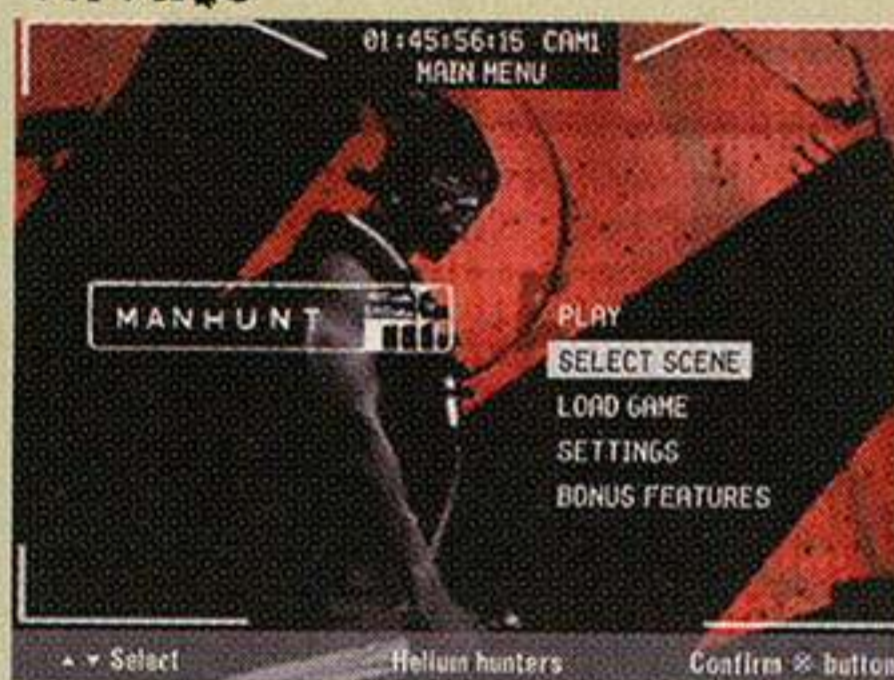 01:45:56:15 CAM1
MAIN MENU
MANHUNT
PLAY
SELECT SCENE
LOAD GAME
SETTINGS
BONUS FEATURES
Select
Helium hunters
Confirm ⊗ button